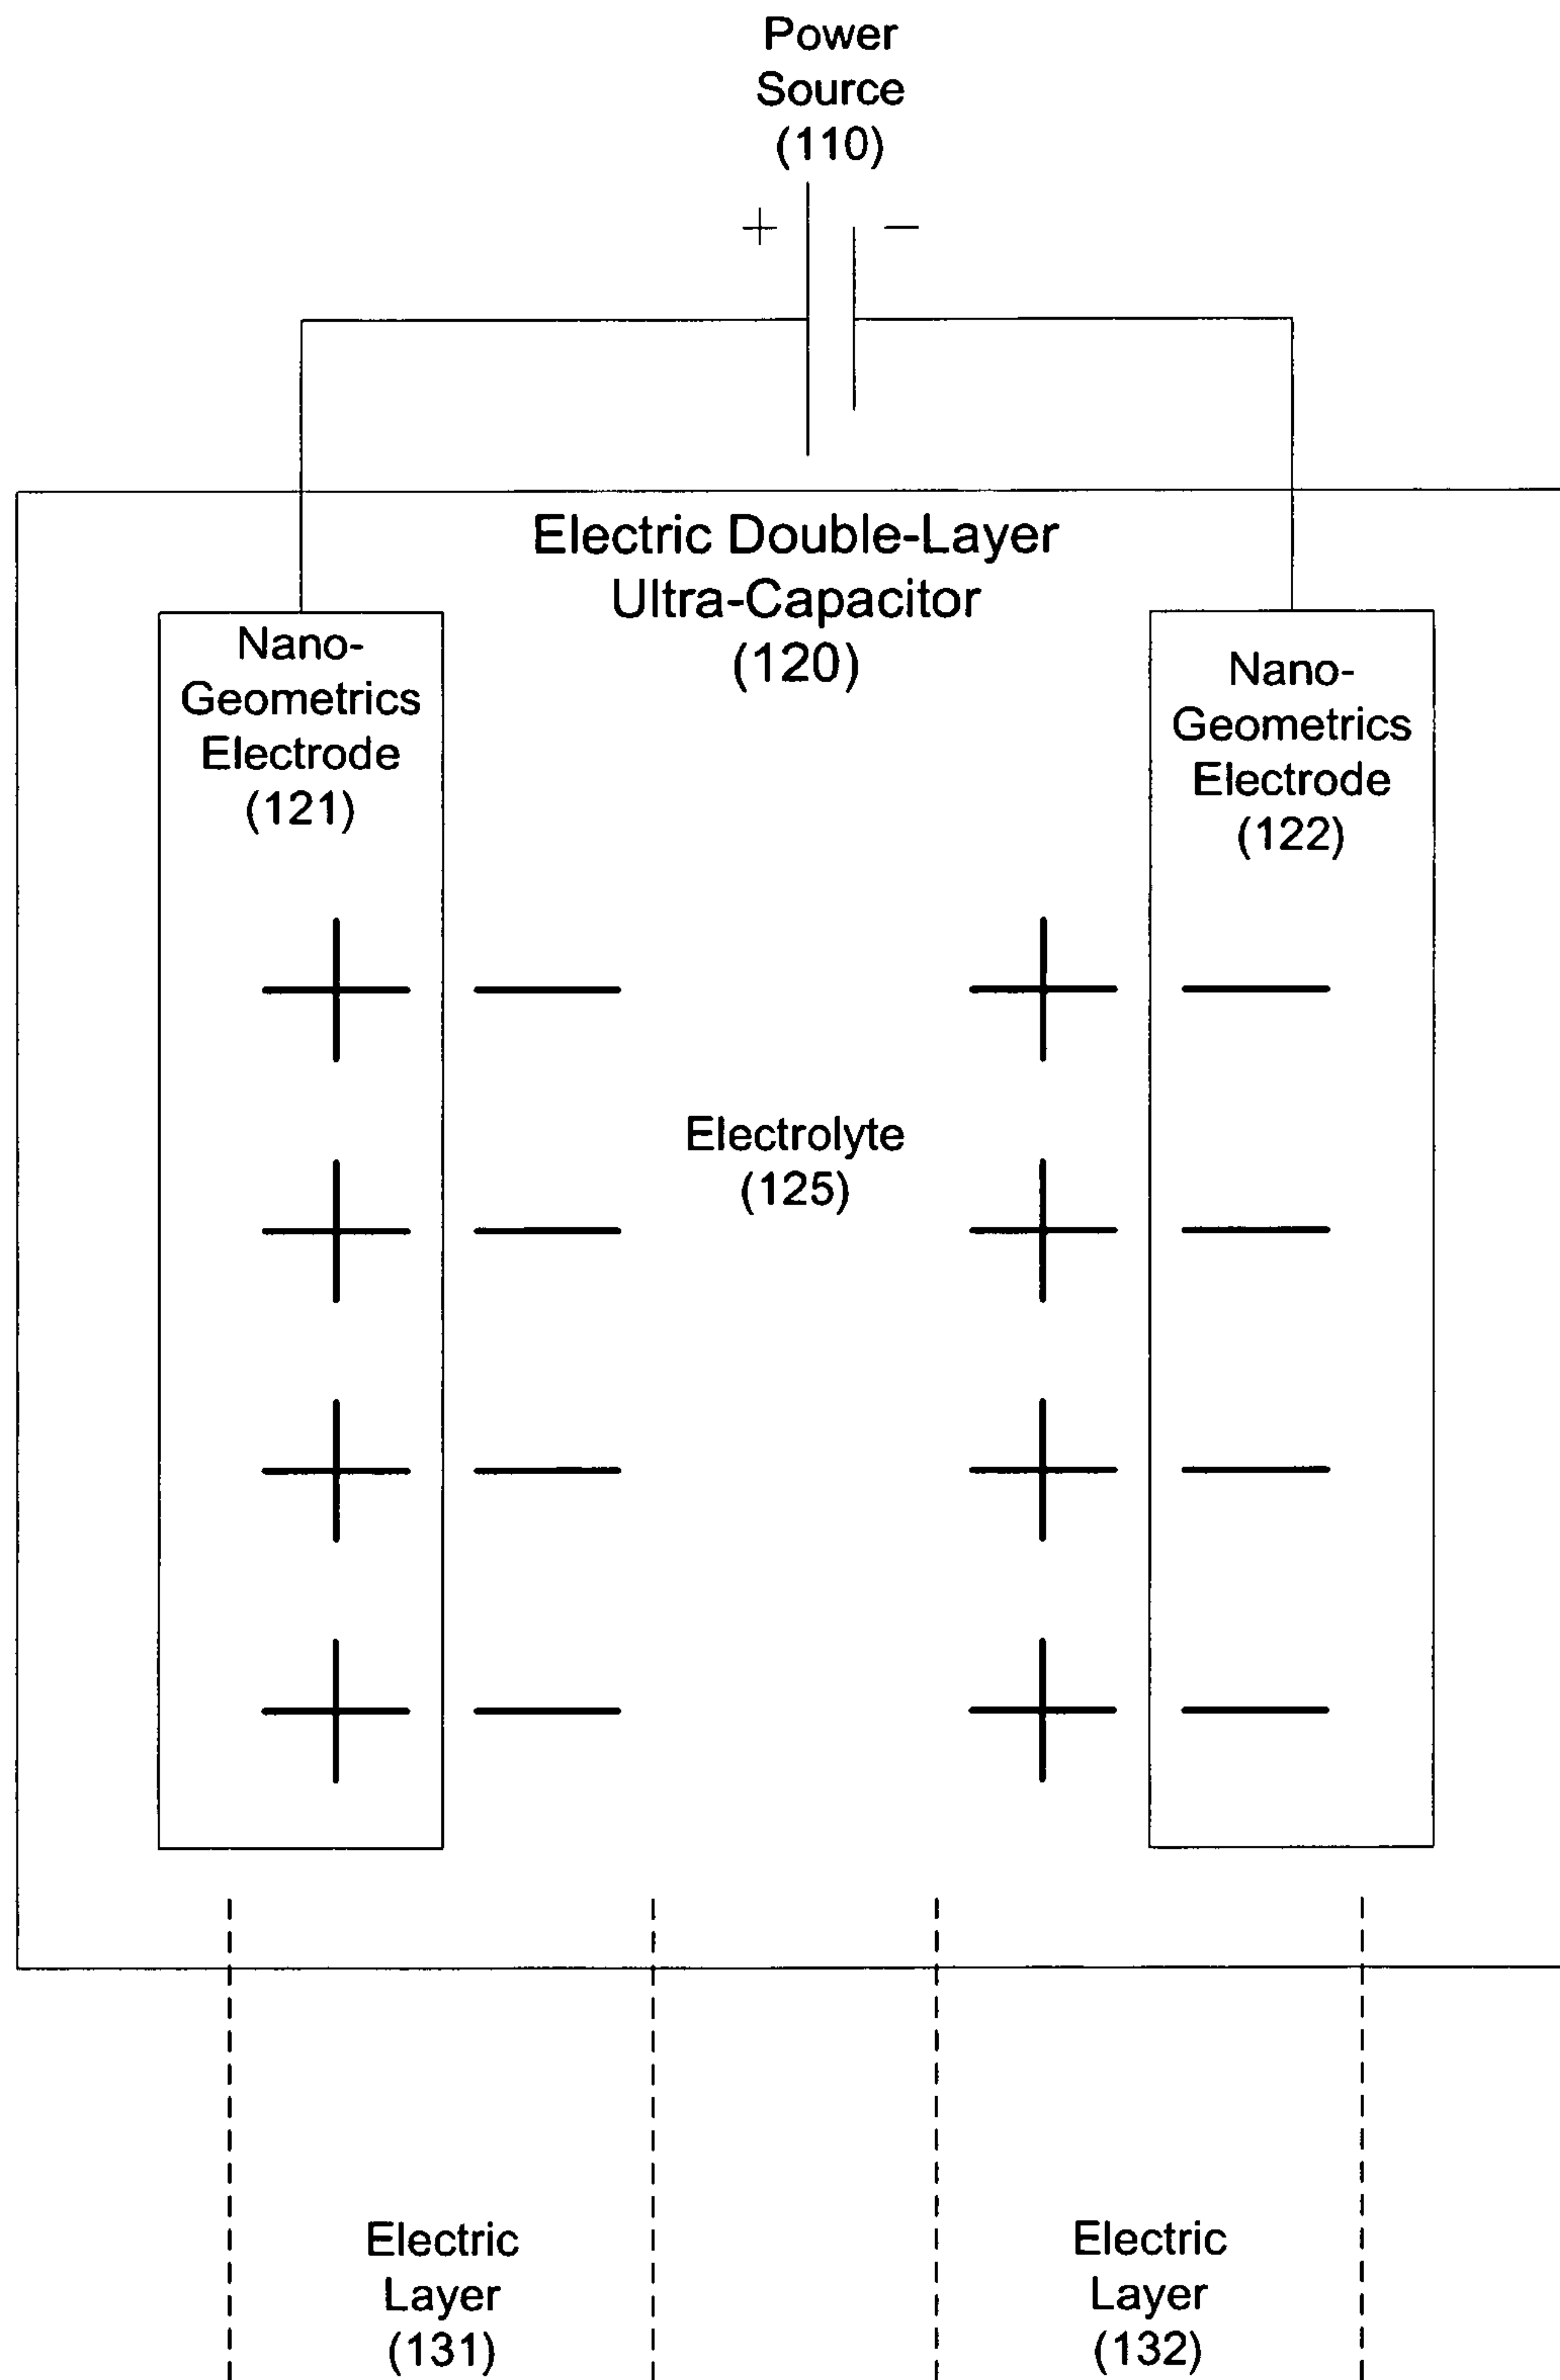 Power
Source
(110)
+ −
Electric Double-Layer
Ultra-Capacitor
(120)
Nano-
Geometrics
Electrode
(121)
Nano-
Geometrics
Electrode
(122)
+ − + −
Electrolyte
(125)
+ − + −
+ − + −
+ − + −
Electric
Layer
(131)
Electric
Layer
(132)